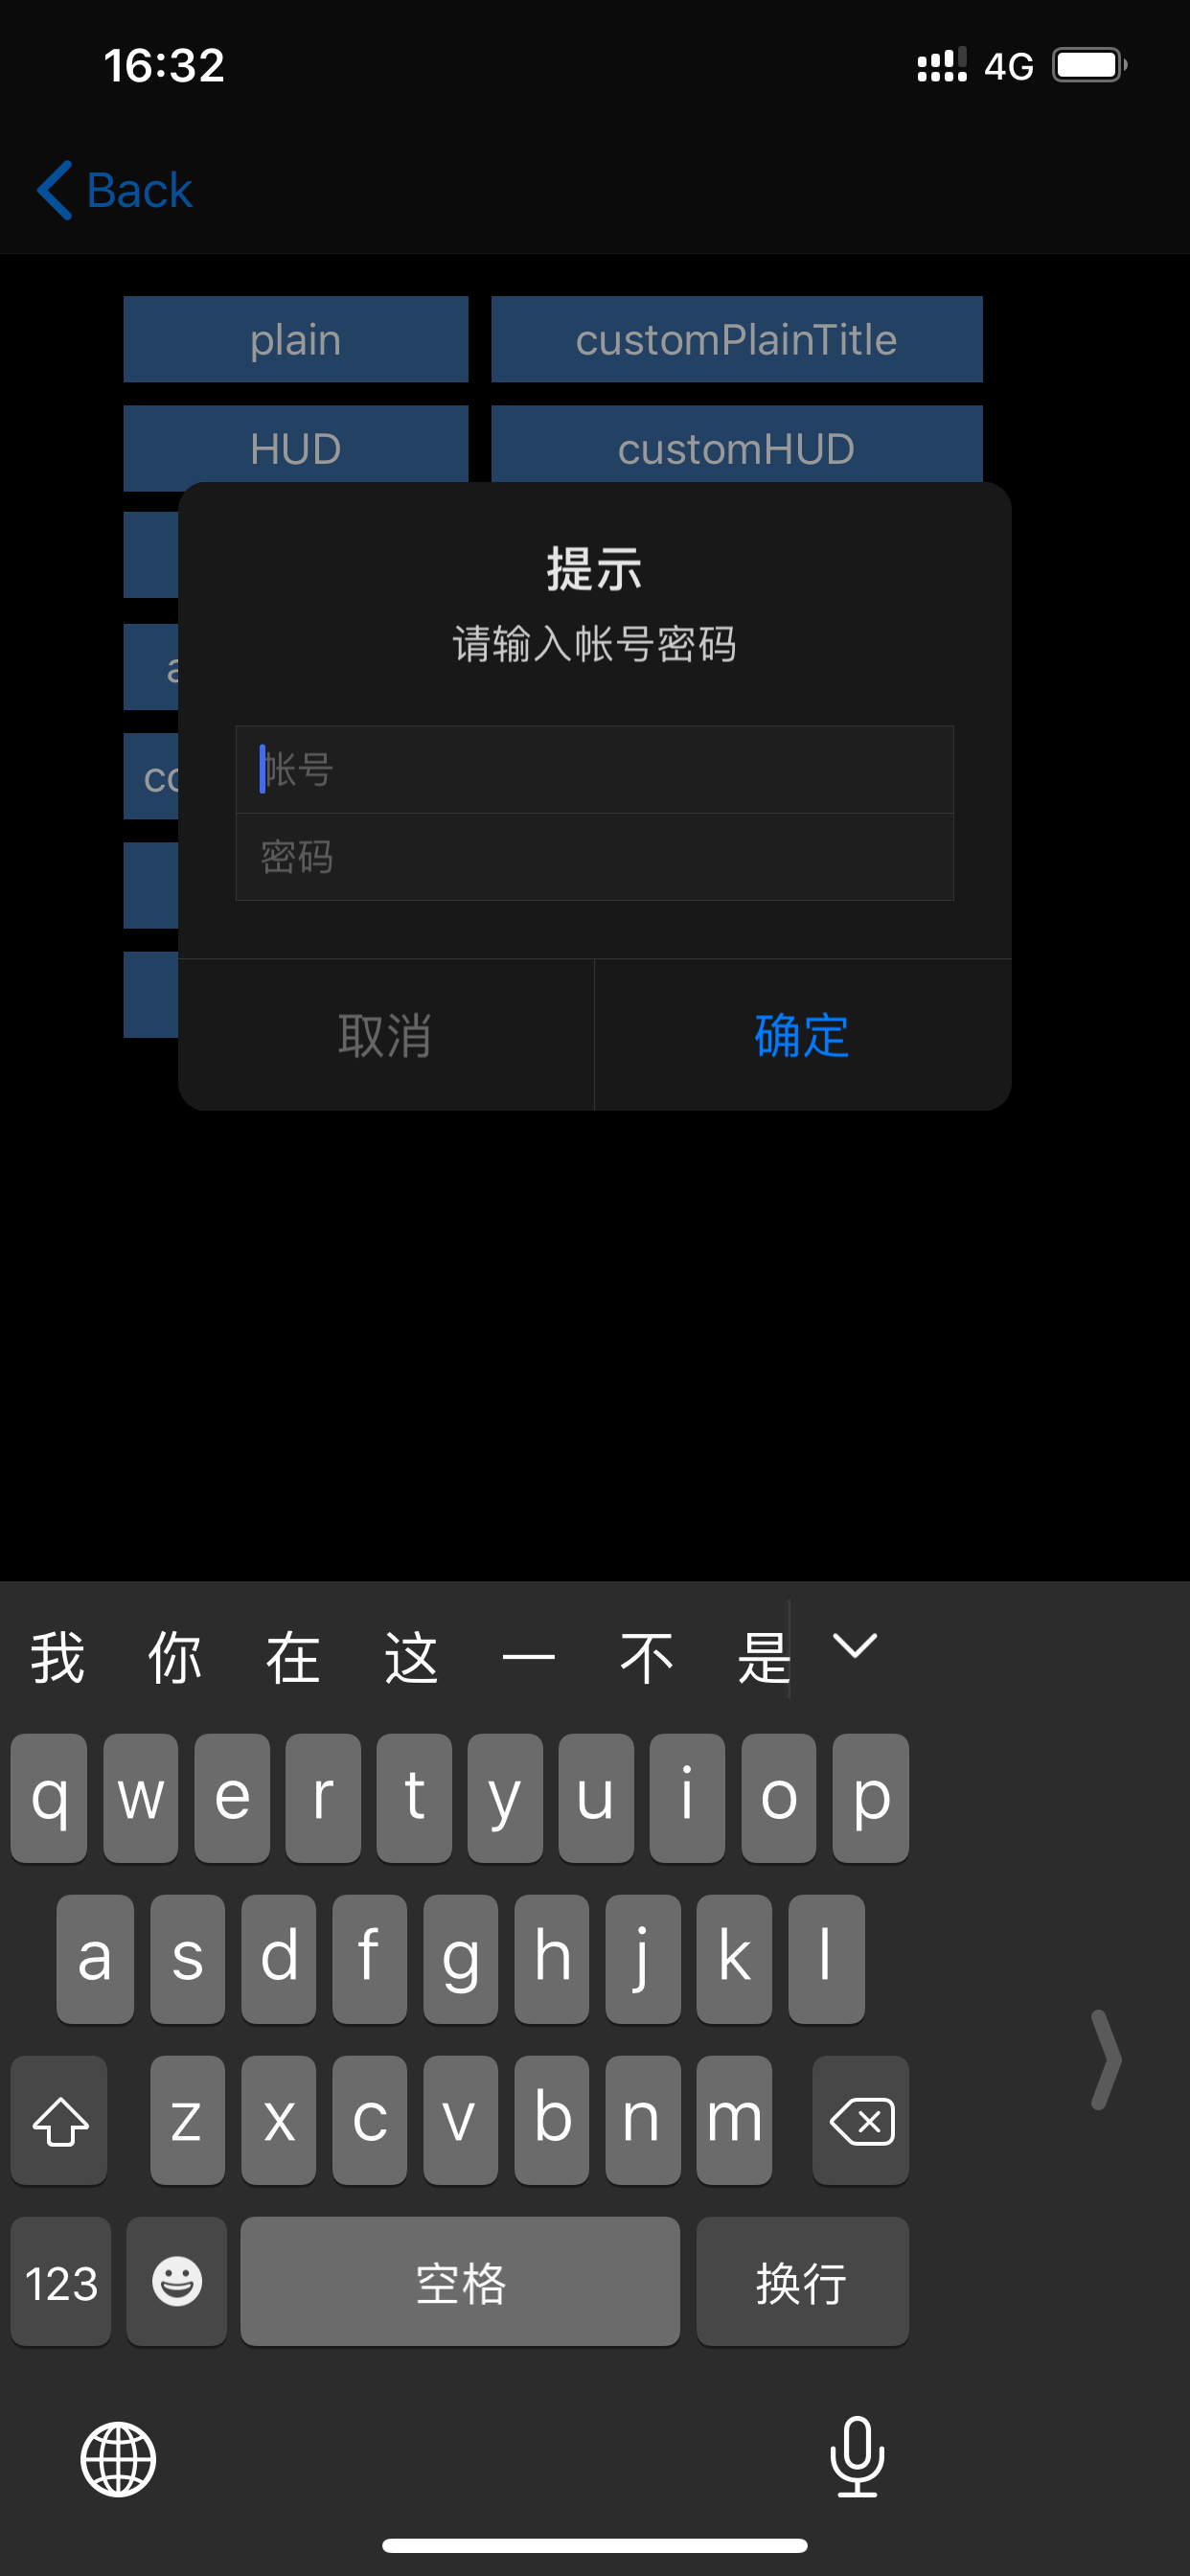 16:32 4G
Back
plain customPlainTitle
HUD customHUD
提示
请输入帐号密码
帐号
密码
取消 确定
我 你 在 这 一 不 是
q w e r t y u i o p
a s d f g h j k l
z x c v b n m
123 空格 换行